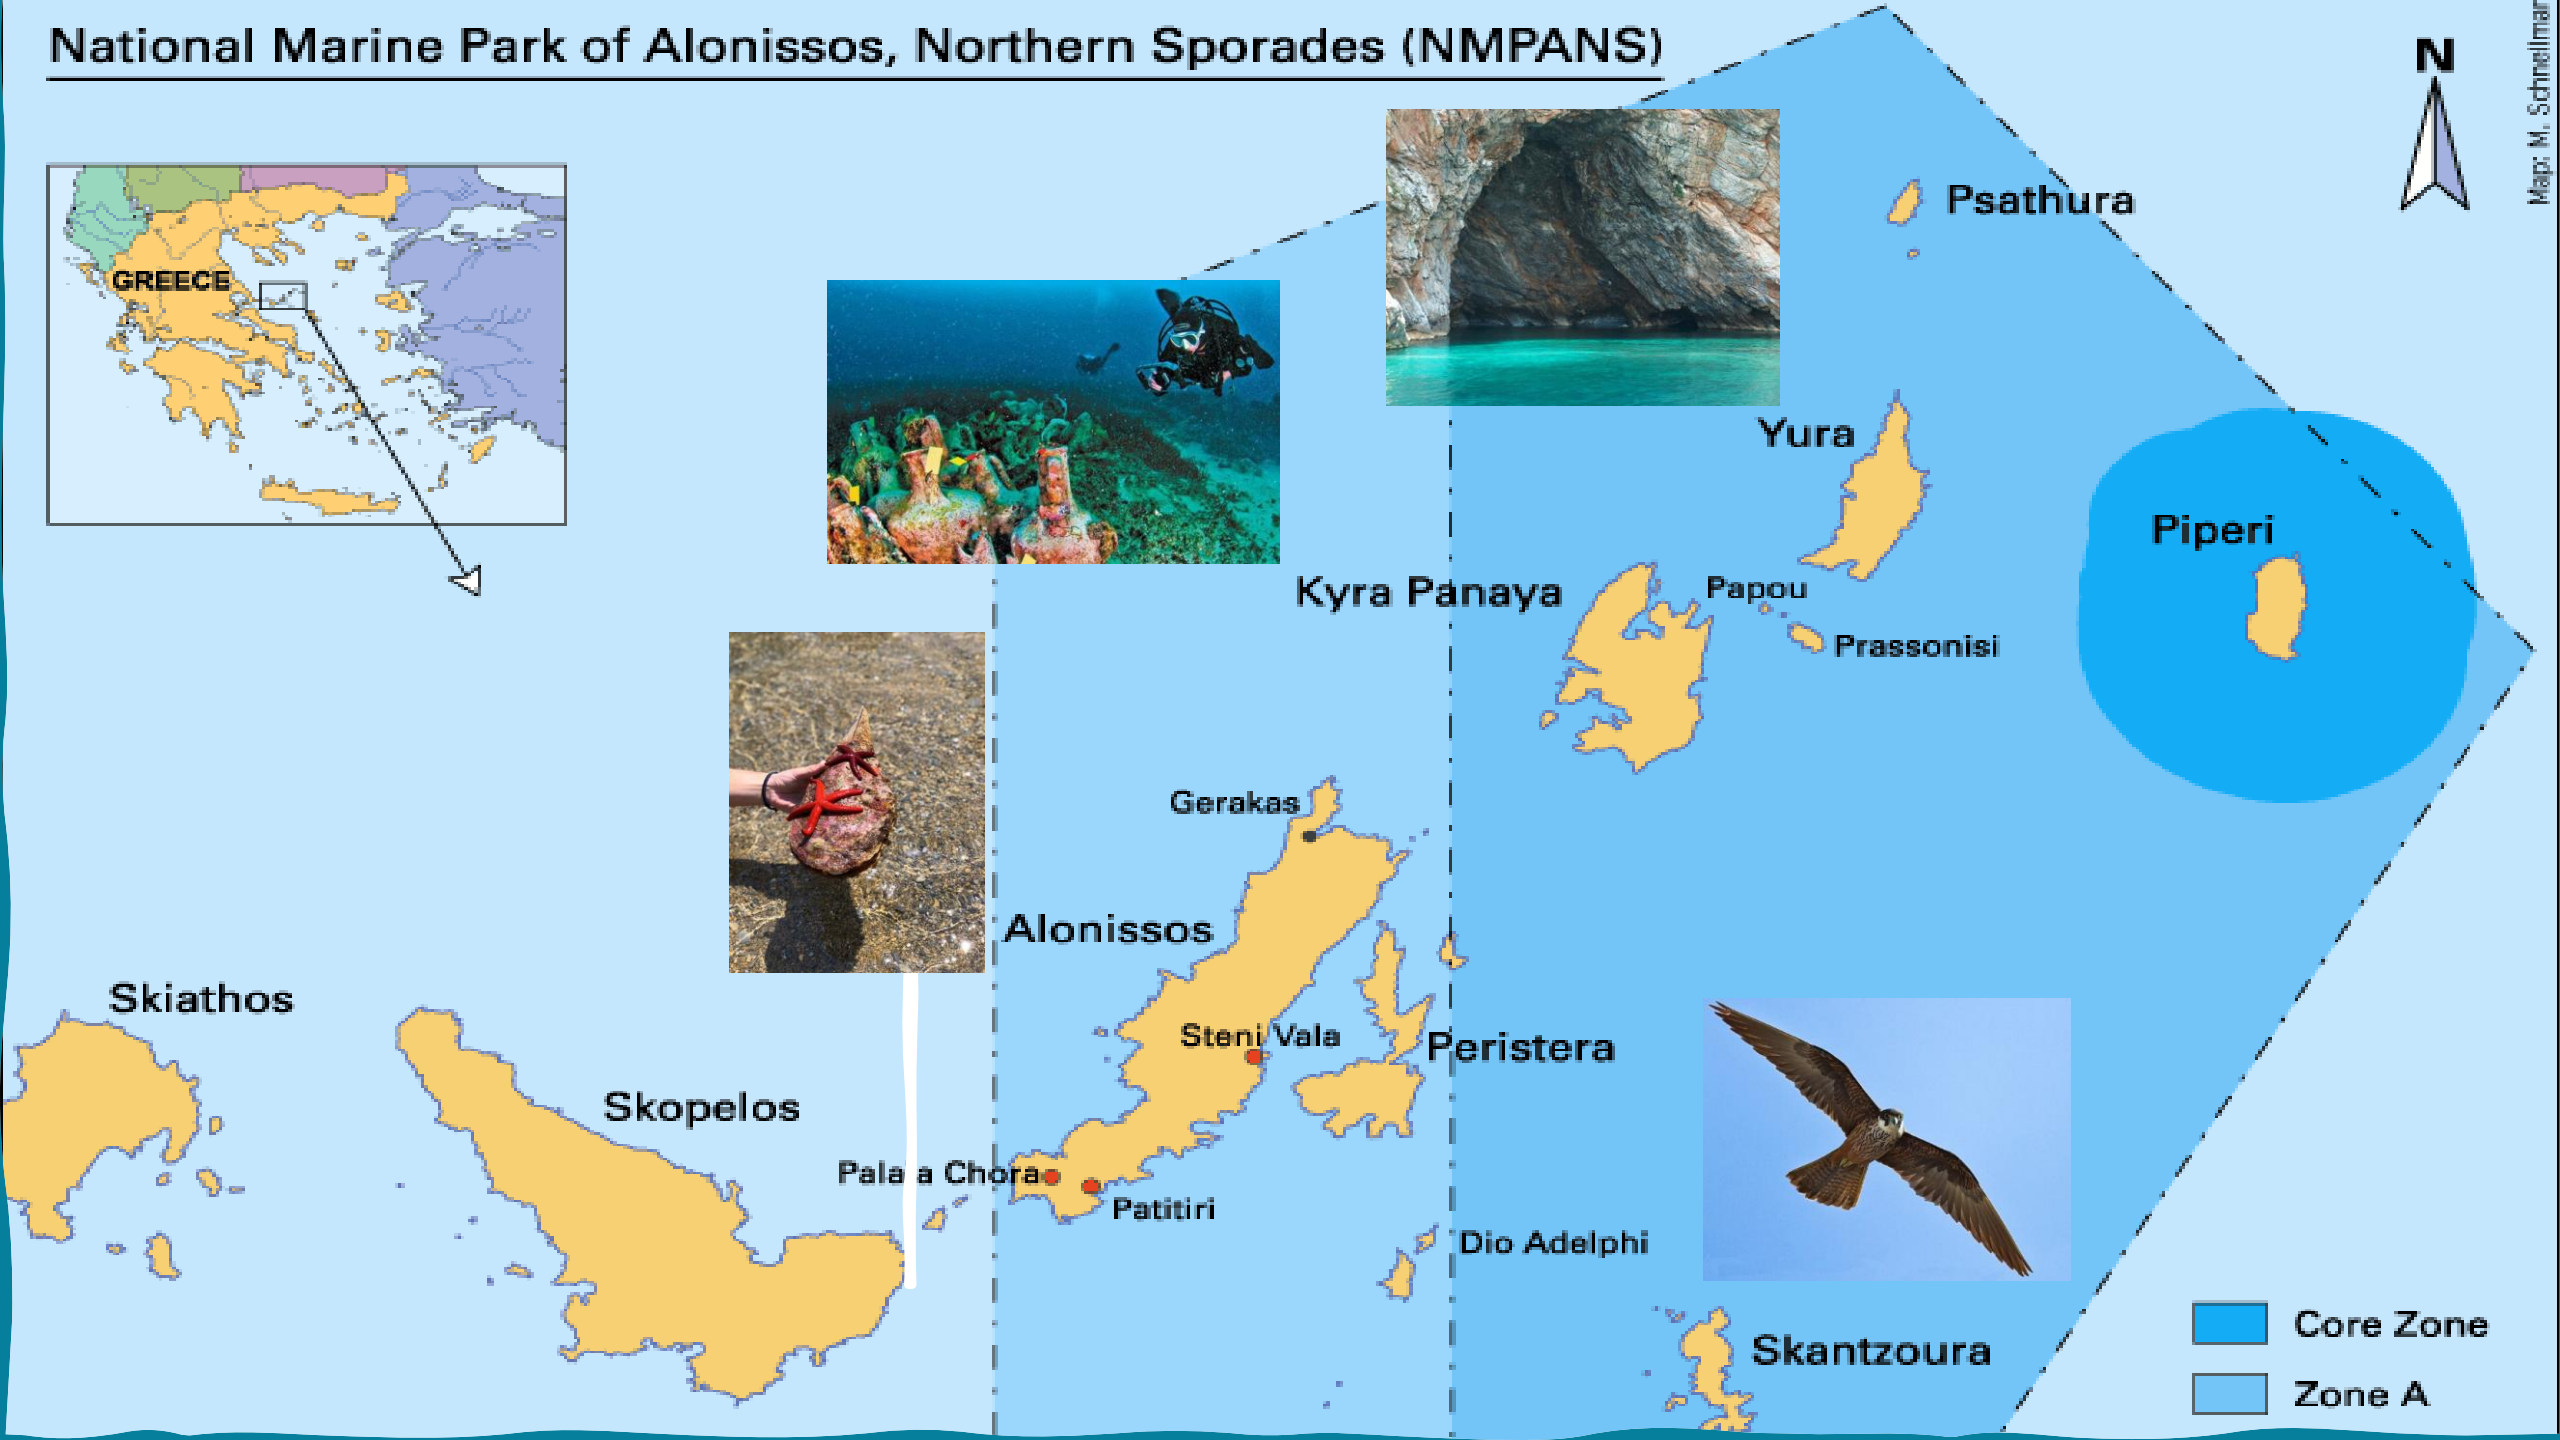 National Marine Park of Alonissos, Northern Sporades (NMPANS)
N
Map: M. Schnellmann
GREECE
Psathura
Yura
Piperi
Kyra Panaya
Papou
Prassonisi
Gerakas
Alonissos
Skiathos
Steni Vala
Peristera
Skopelos
Pala a Chora
Patitiri
Dio Adelphi
Core Zone
Skantzoura
Zone A